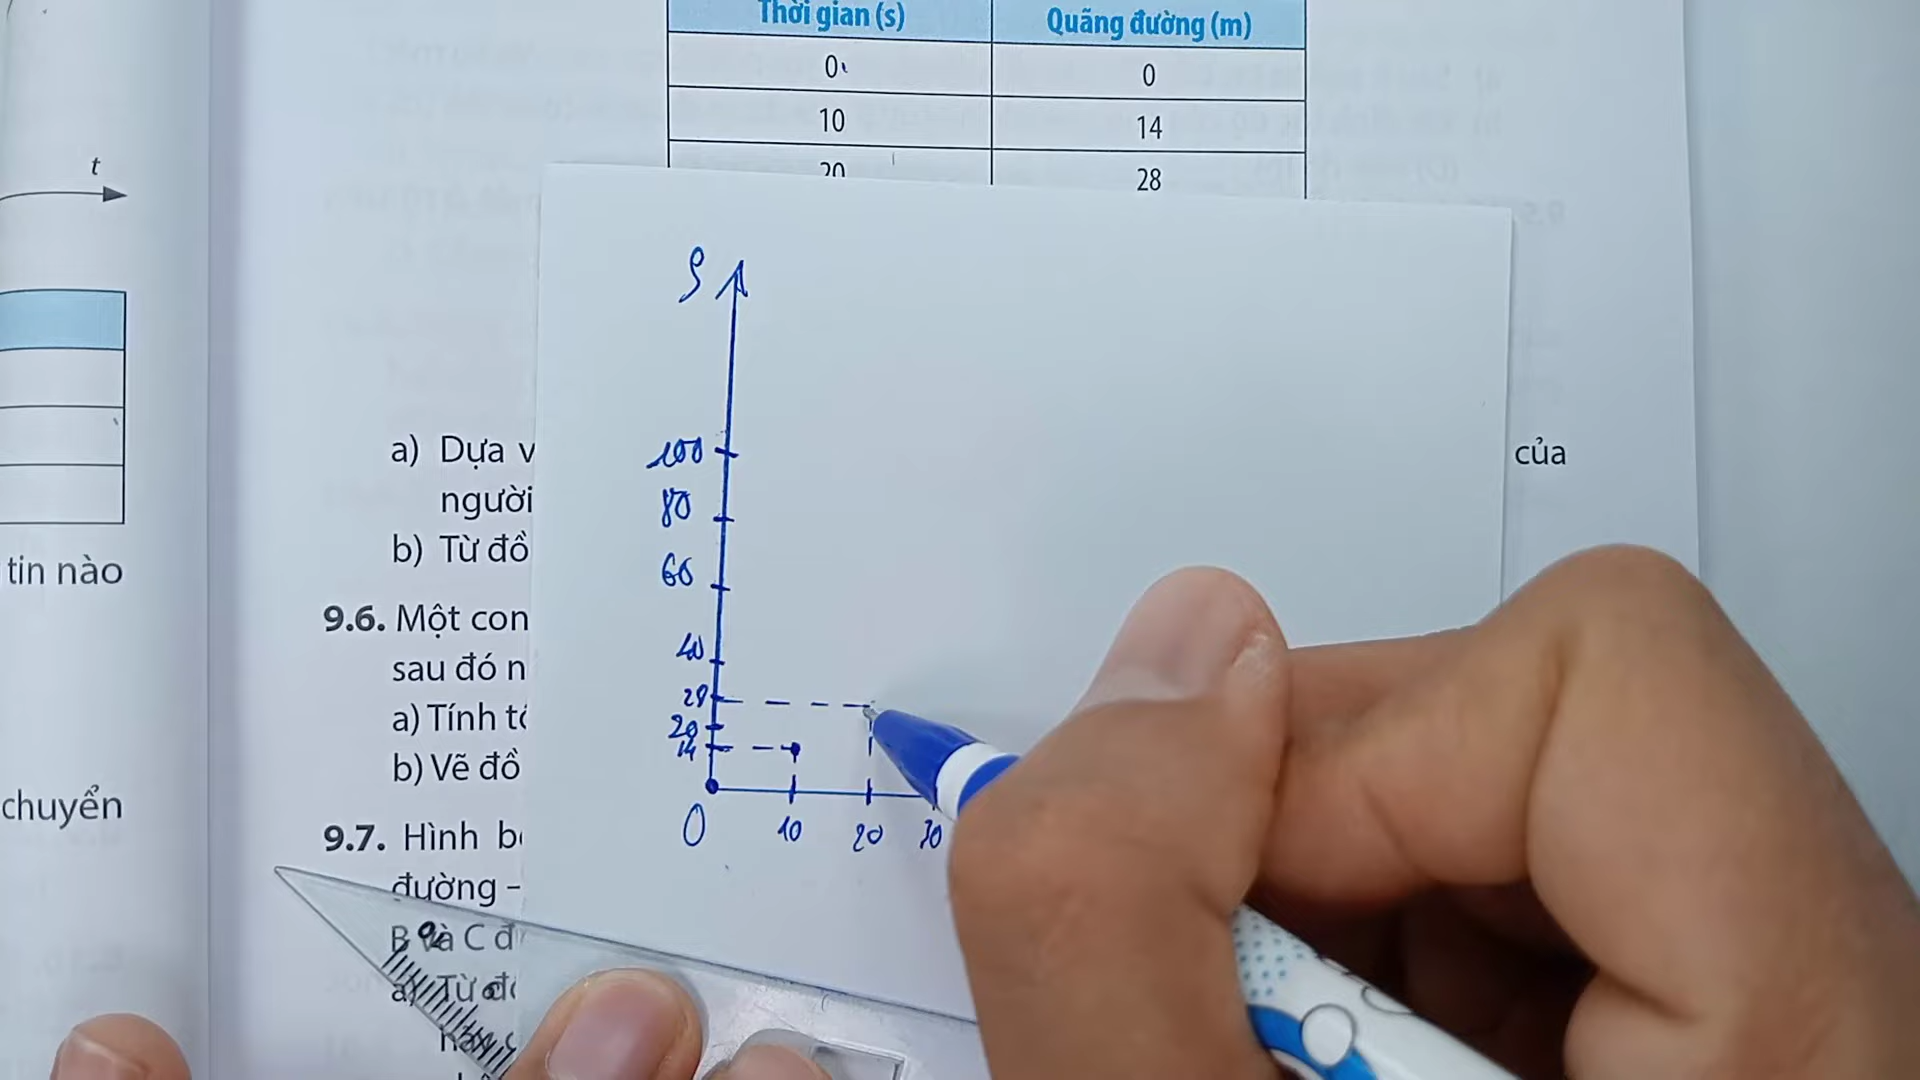 Thời gian (s) Quãng đường (m)
0 0
10 14
20 28
t
S
100
80
60
40
28
20
14
O 10 20 30
a) Dựa v
của
người
b) Từ đồ
tin nào
9.6. Một con
sau đó n
a) Tính tố
b) Vẽ đồ
chuyển
9.7. Hình b
đường –
B và C đ
a) Từ đ